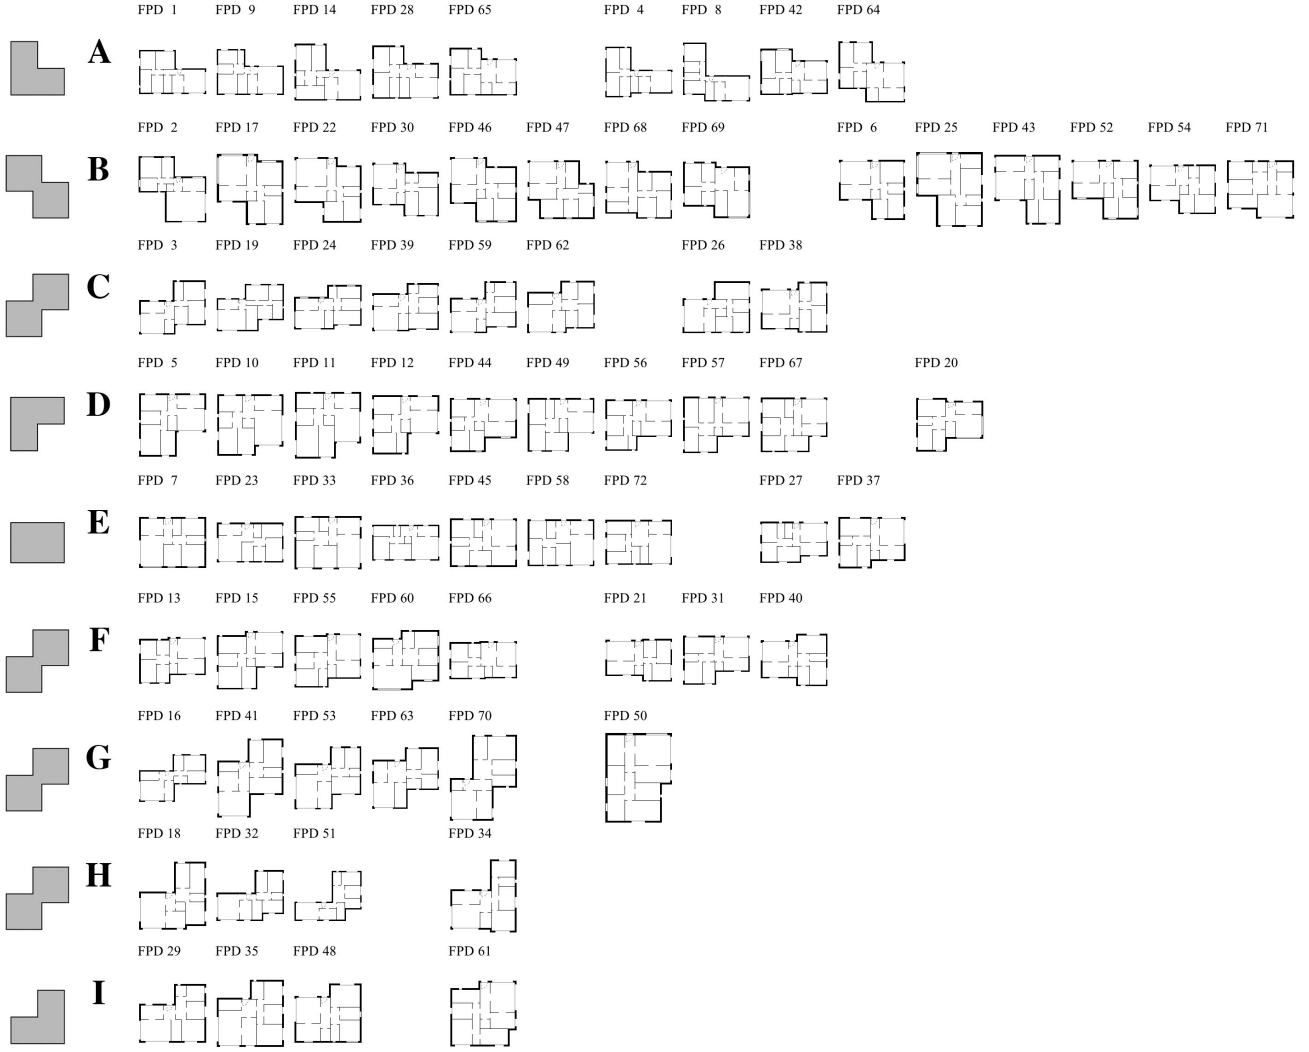 FPD 1 FPD 9 FPD 14 FPD 28 FPD 65 FPD 4 FPD 8 FPD 42 FPD 64
A
FPD 2 FPD 17 FPD 22 FPD 30 FPD 46 FPD 47 FPD 68 FPD 69 FPD 6 FPD 25 FPD 43 FPD 52 FPD 54 FPD 71
B
FPD 3 FPD 19 FPD 24 FPD 39 FPD 59 FPD 62 FPD 26 FPD 38
C
FPD 5 FPD 10 FPD 11 FPD 12 FPD 44 FPD 49 FPD 56 FPD 57 FPD 67 FPD 20
D
FPD 7 FPD 23 FPD 33 FPD 36 FPD 45 FPD 58 FPD 72 FPD 27 FPD 37
E
FPD 13 FPD 15 FPD 55 FPD 60 FPD 66 FPD 21 FPD 31 FPD 40
F
FPD 16 FPD 41 FPD 53 FPD 63 FPD 70 FPD 50
G
FPD 18 FPD 32 FPD 51 FPD 34
H
FPD 29 FPD 35 FPD 48 FPD 61
I